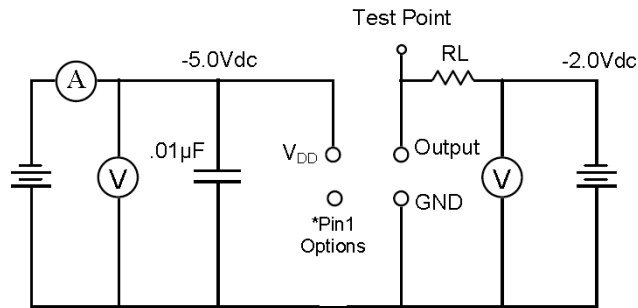 Test Point
A
-5.0Vdc
RL
-2.0Vdc
.01µF
V
VDD
Output
V
GND
*Pin1
Options